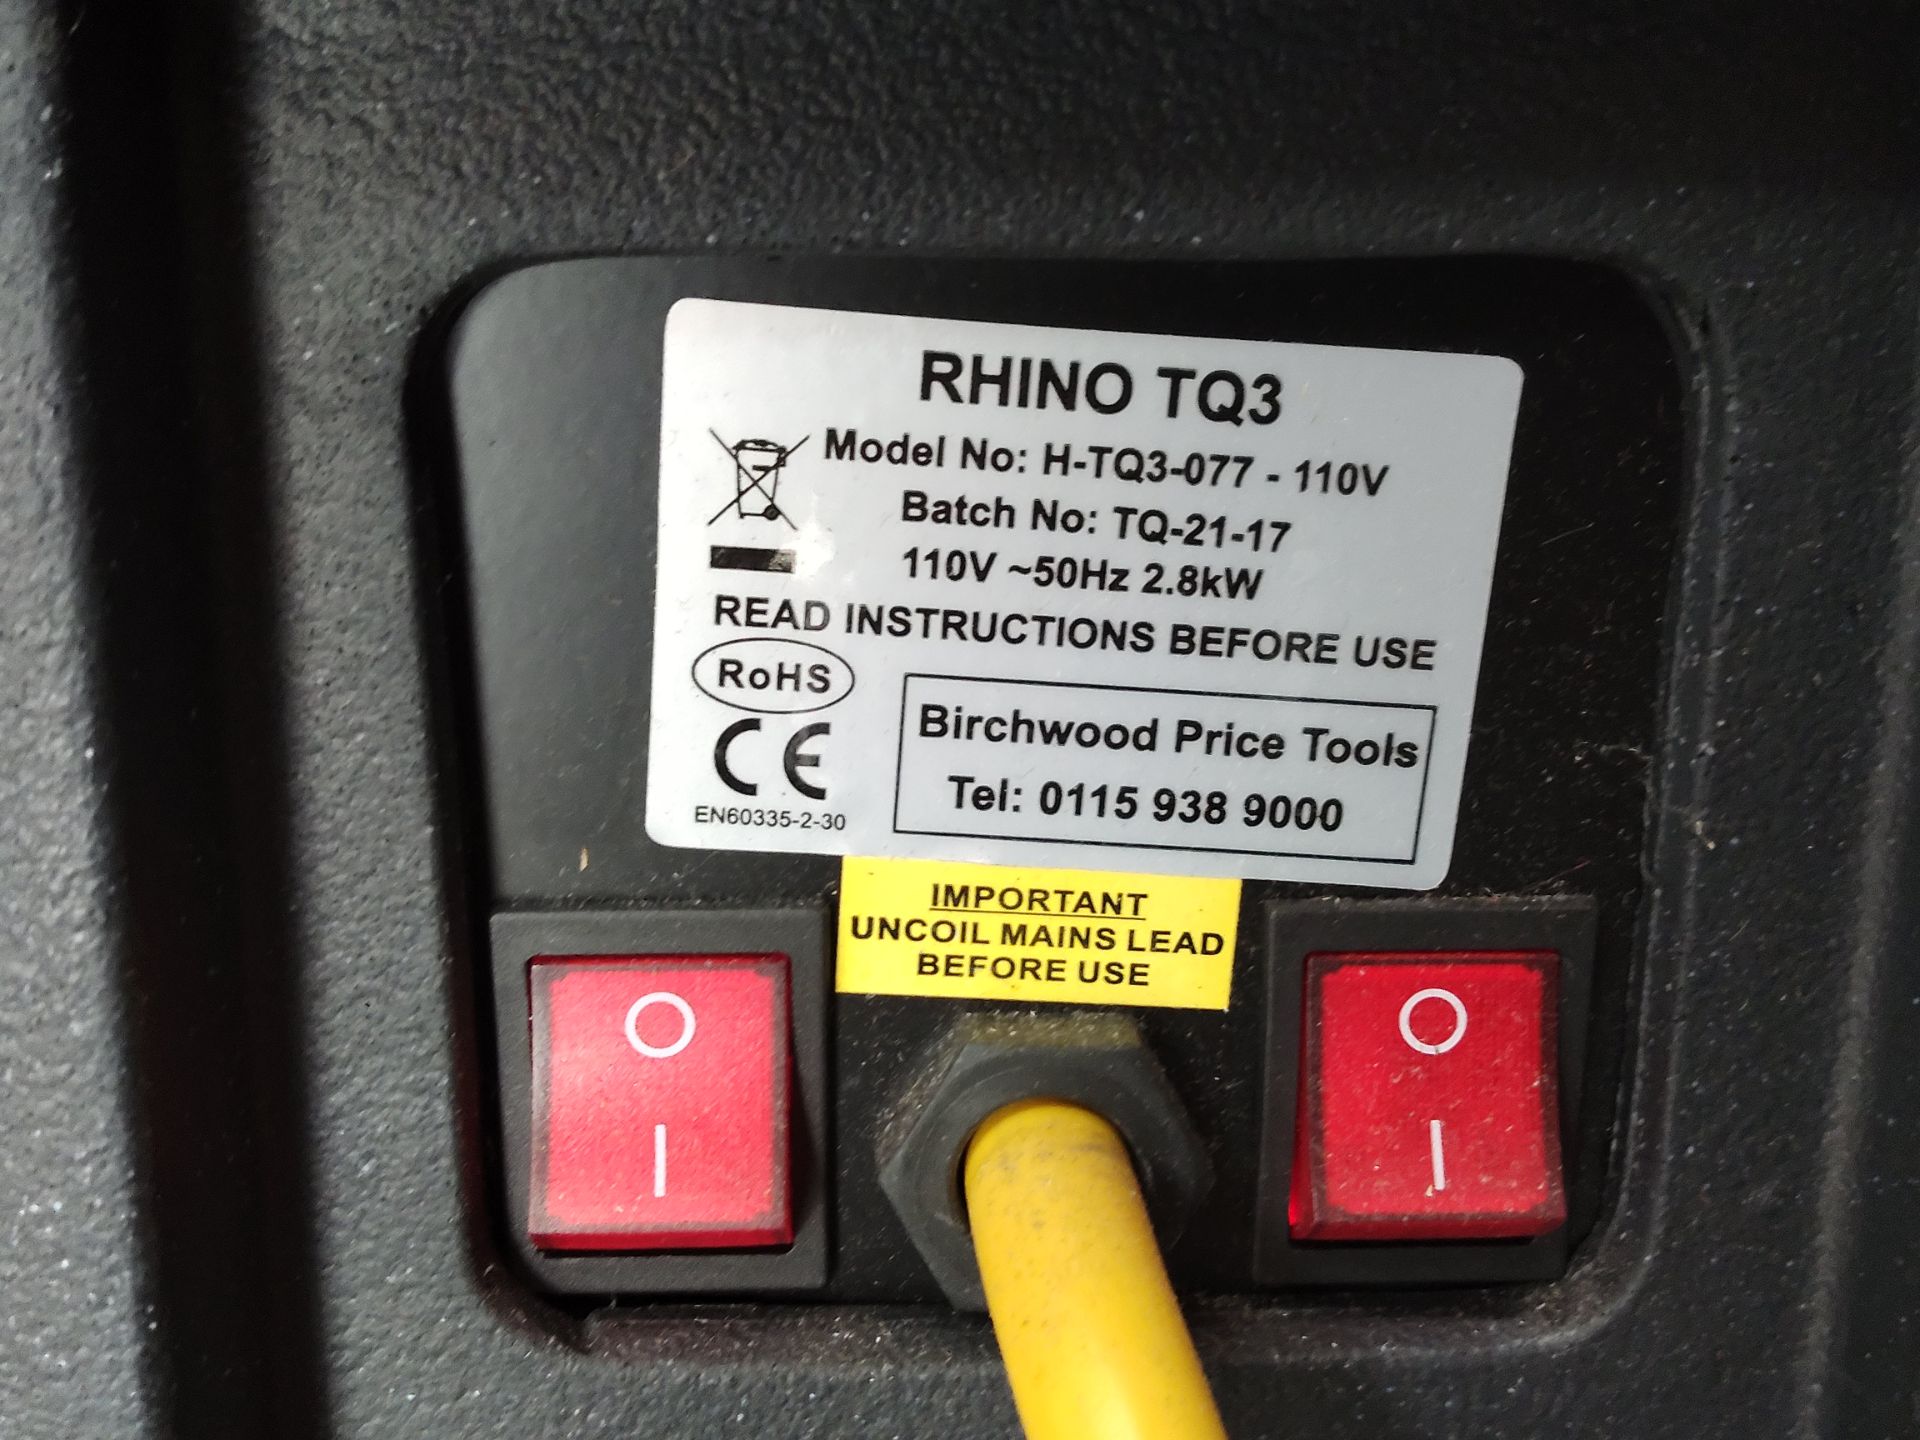 RHINO TQ3
Model No: H-TQ3-077 - 110V
Batch No: TQ-21-17
110V ~50Hz 2.8kW
READ INSTRUCTIONS BEFORE USE
RoHS
CE
EN60335-2-30
Birchwood Price Tools
Tel: 0115 938 9000
IMPORTANT
UNCOIL MAINS LEAD
BEFORE USE
O
I
O
I